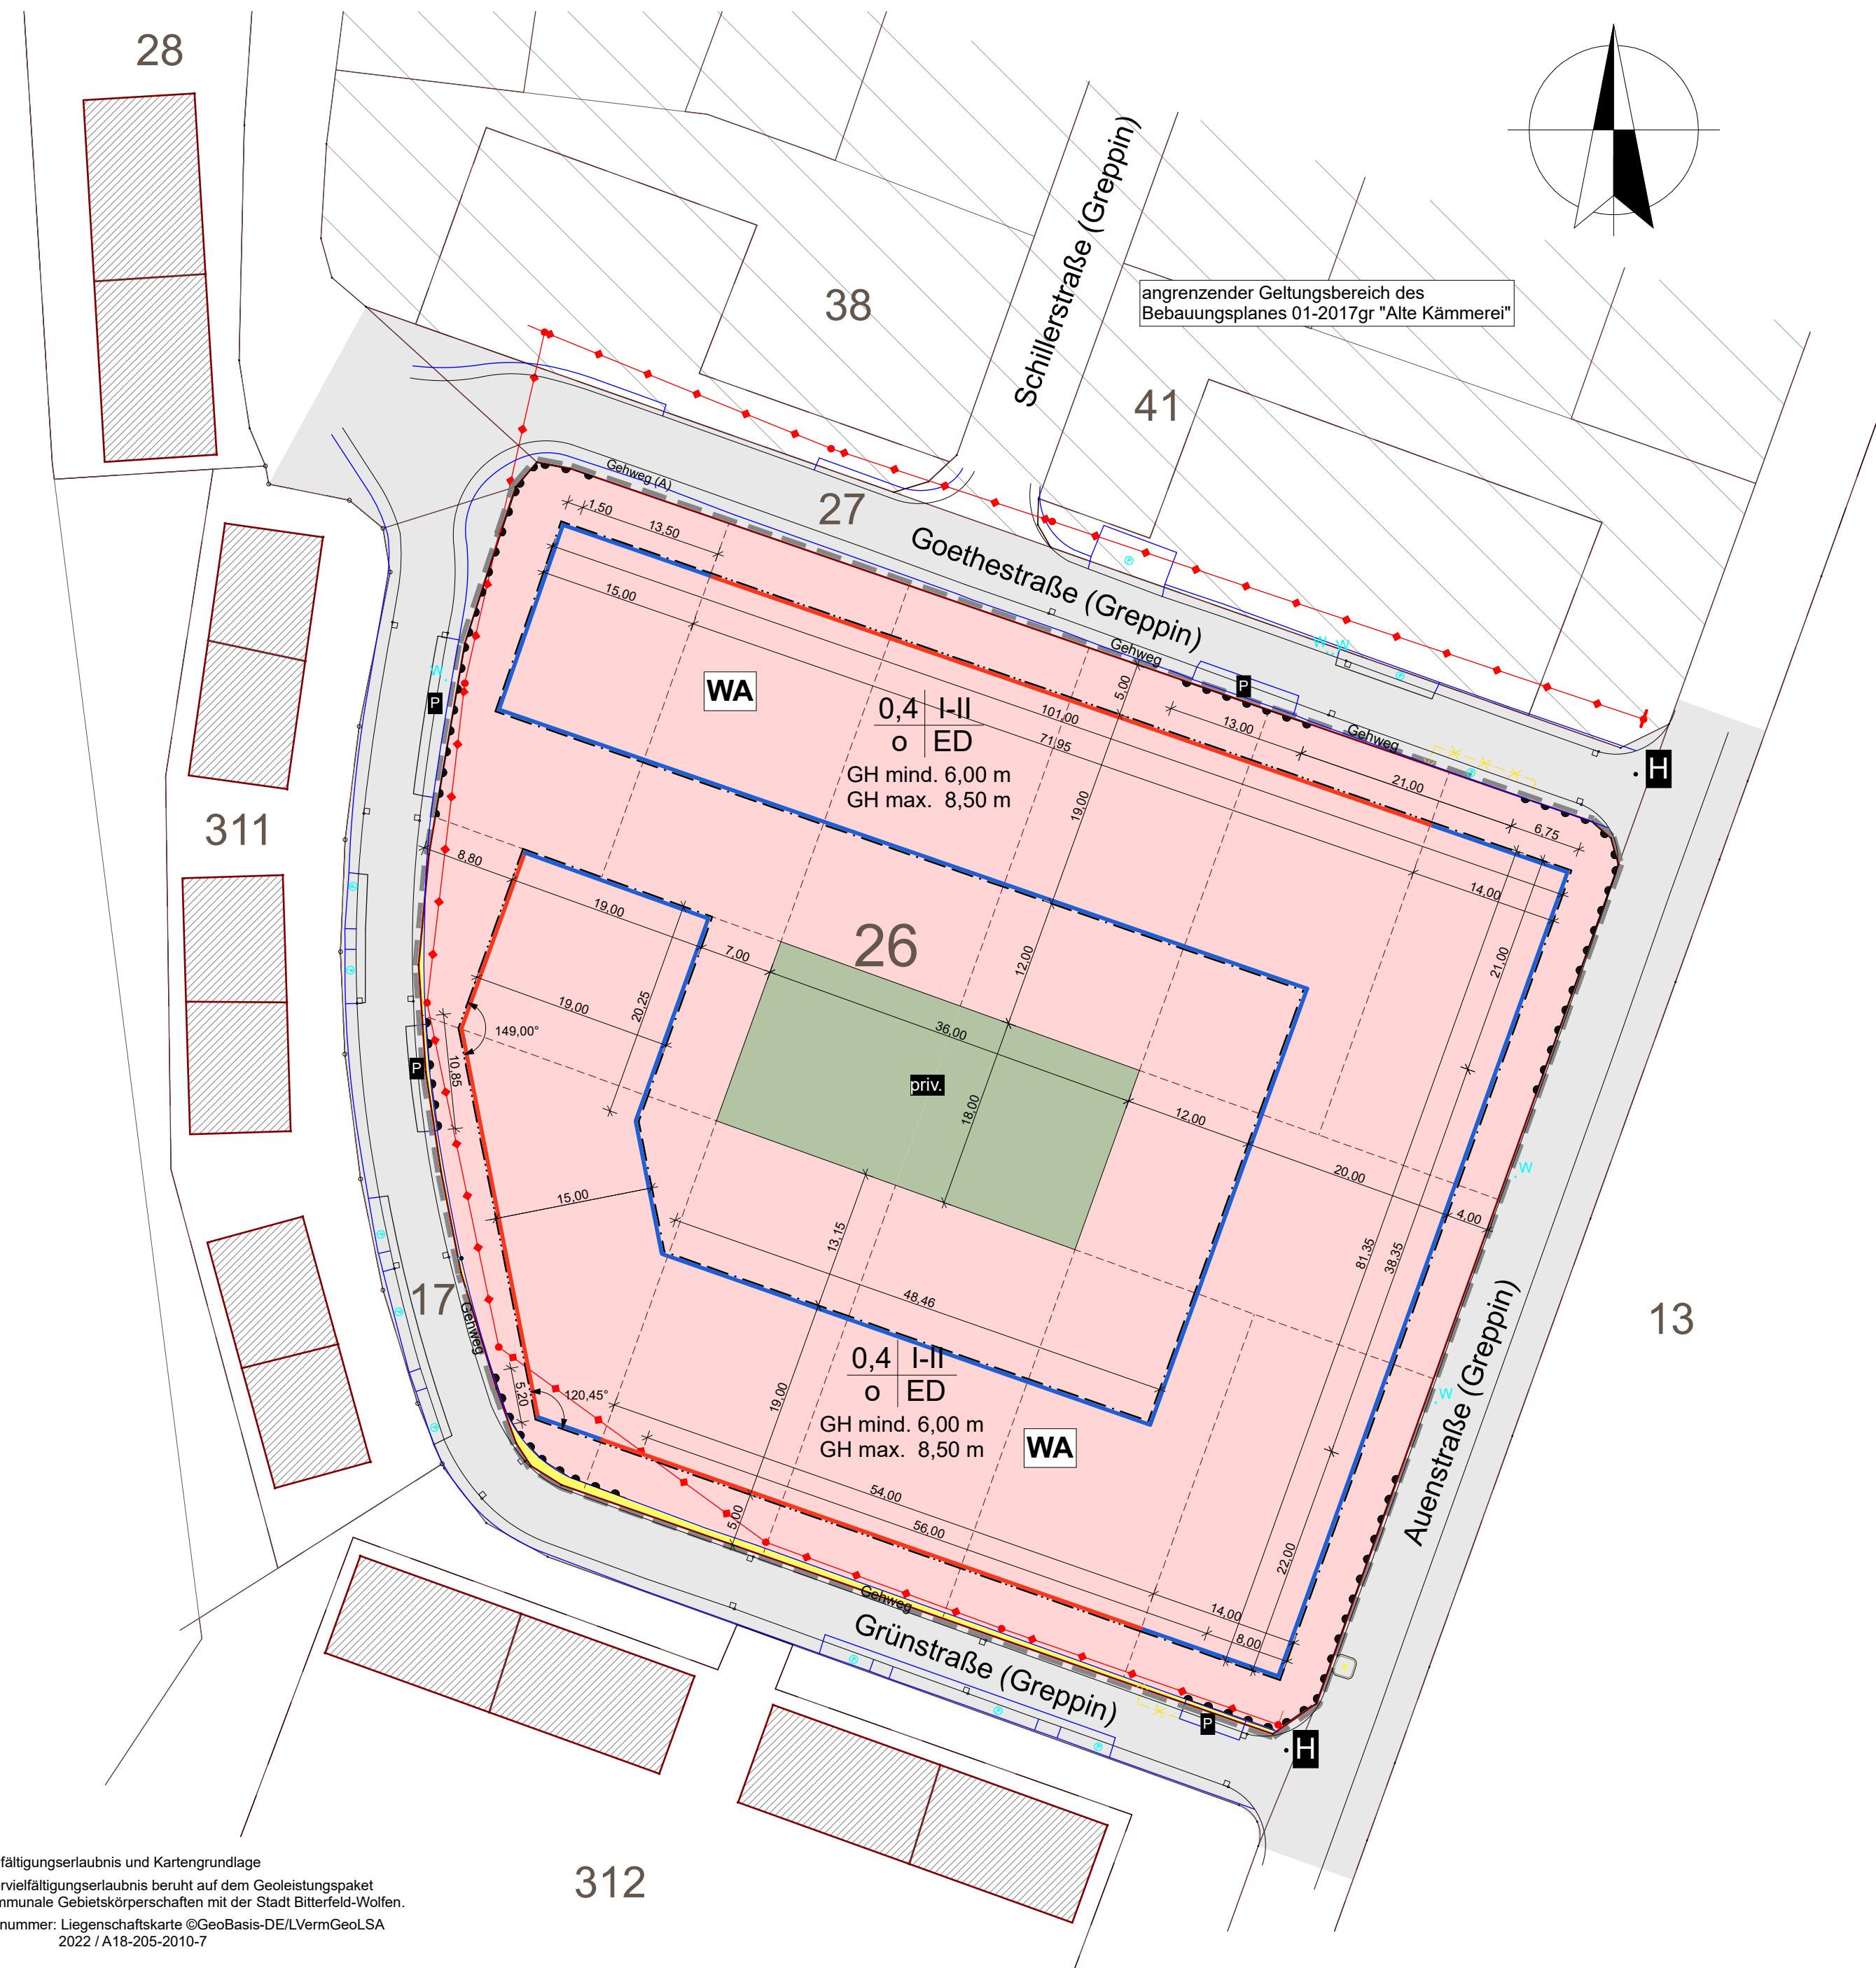 28
38
Schillerstraße (Greppin)
angrenzender Geltungsbereich des
Bebauungsplanes 01-2017gr "Alte Kämmerei"
41
Gehweg (A)
27
Goethestraße (Greppin)
1,50
13,50
15,00
Gehweg
W
W
W
P
P
5,00
WA
0,4 I-II
o ED
GH mind. 6,00 m
GH max. 8,50 m
101,00
71,95
13,00
Gehweg
H
21,00
6,75
19,00
14,00
311
8,80
19,00
7,00
26
12,00
21,00
20,25
19,00
149,00°
36,00
10,85
P
priv.
18,00
12,00
20,00
W
4,00
15,00
13,15
81,35
38,35
48,46
17
Gehweg
13
0,4 I-II
o ED
GH mind. 6,00 m
GH max. 8,50 m
W
5,20
120,45°
19,00
WA
Auenstraße (Greppin)
54,00
56,00
5,00
22,00
14,00
8,00
Gehweg
Grünstraße (Greppin)
P
H
312
fältigungserlaubnis und Kartengrundlage
rvielfältigungserlaubnis beruht auf dem Geoleistungspaket
mmunale Gebietskörperschaften mit der Stadt Bitterfeld-Wolfen.
nummer: Liegenschaftskarte ©GeoBasis-DE/LVermGeoLSA
2022 / A18-205-2010-7